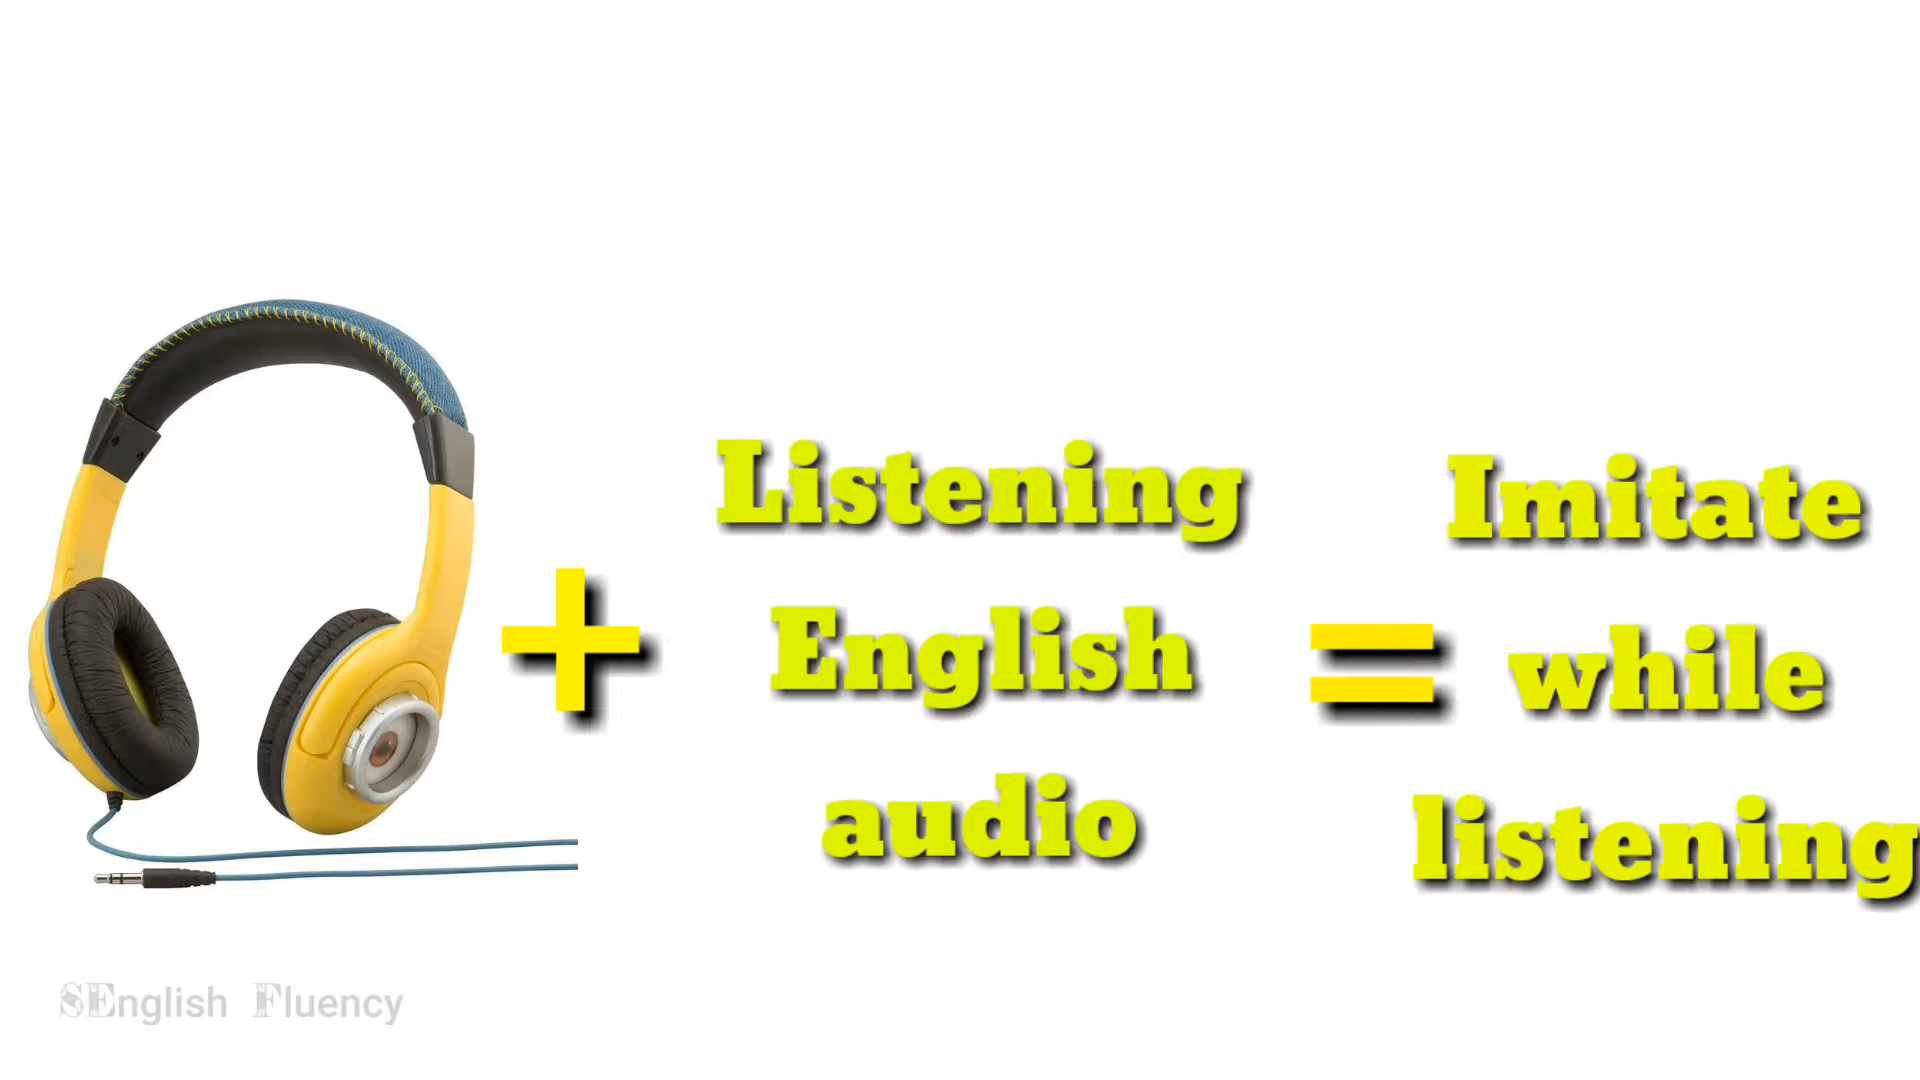 Listening
English
audio
+
=
Imitate
while
listening
SEnglish Fluency